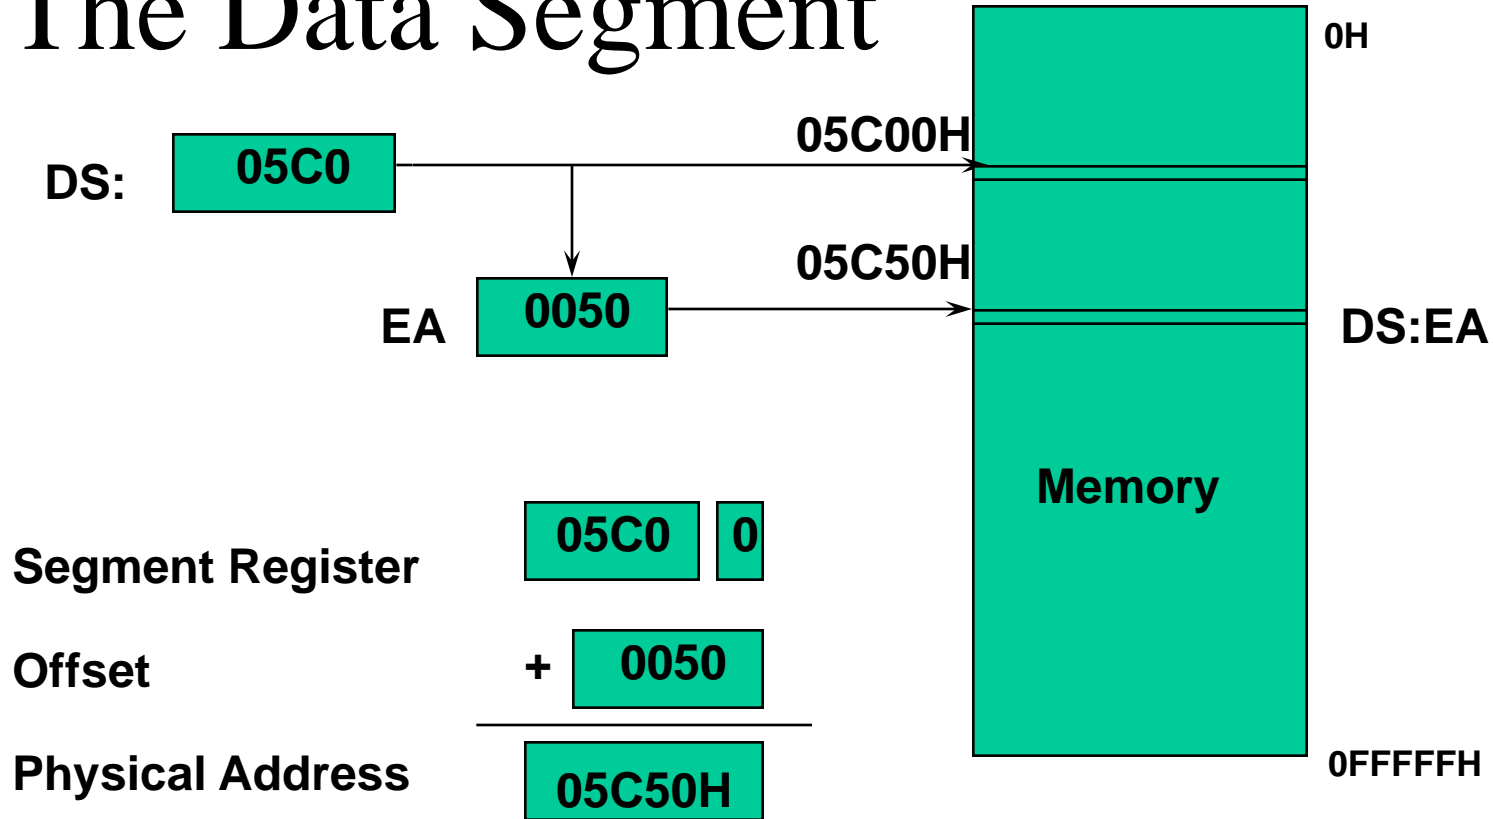 The Data Segment
0H
05C00H
DS: 05C0
05C50H
EA 0050
DS:EA
Memory
Segment Register 05C0 0
Offset + 0050
Physical Address 05C50H
0FFFFFH